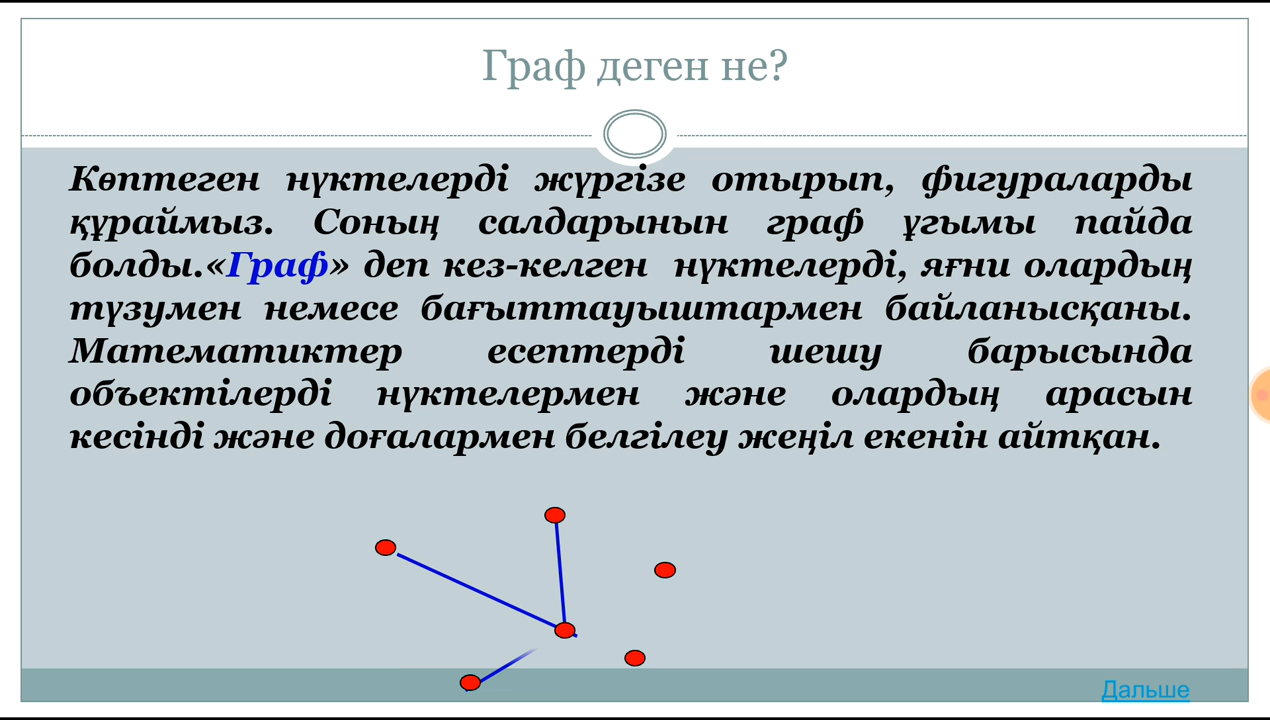 Граф деген не?
Көптеген нүктелерді жүргізе отырып, фигураларды
құраймыз. Соның салдарынын граф ұгымы пайда
болды.«Граф» деп кез-келген нүктелерді, яғни олардың
түзумен немесе бағыттауыштармен байланысқаны.
Математиктер есептерді шешу барысында
объектілерді нүктелермен және олардың арасын
кесінді және доғалармен белгілеу жеңіл екенін айтқан.
Дальше